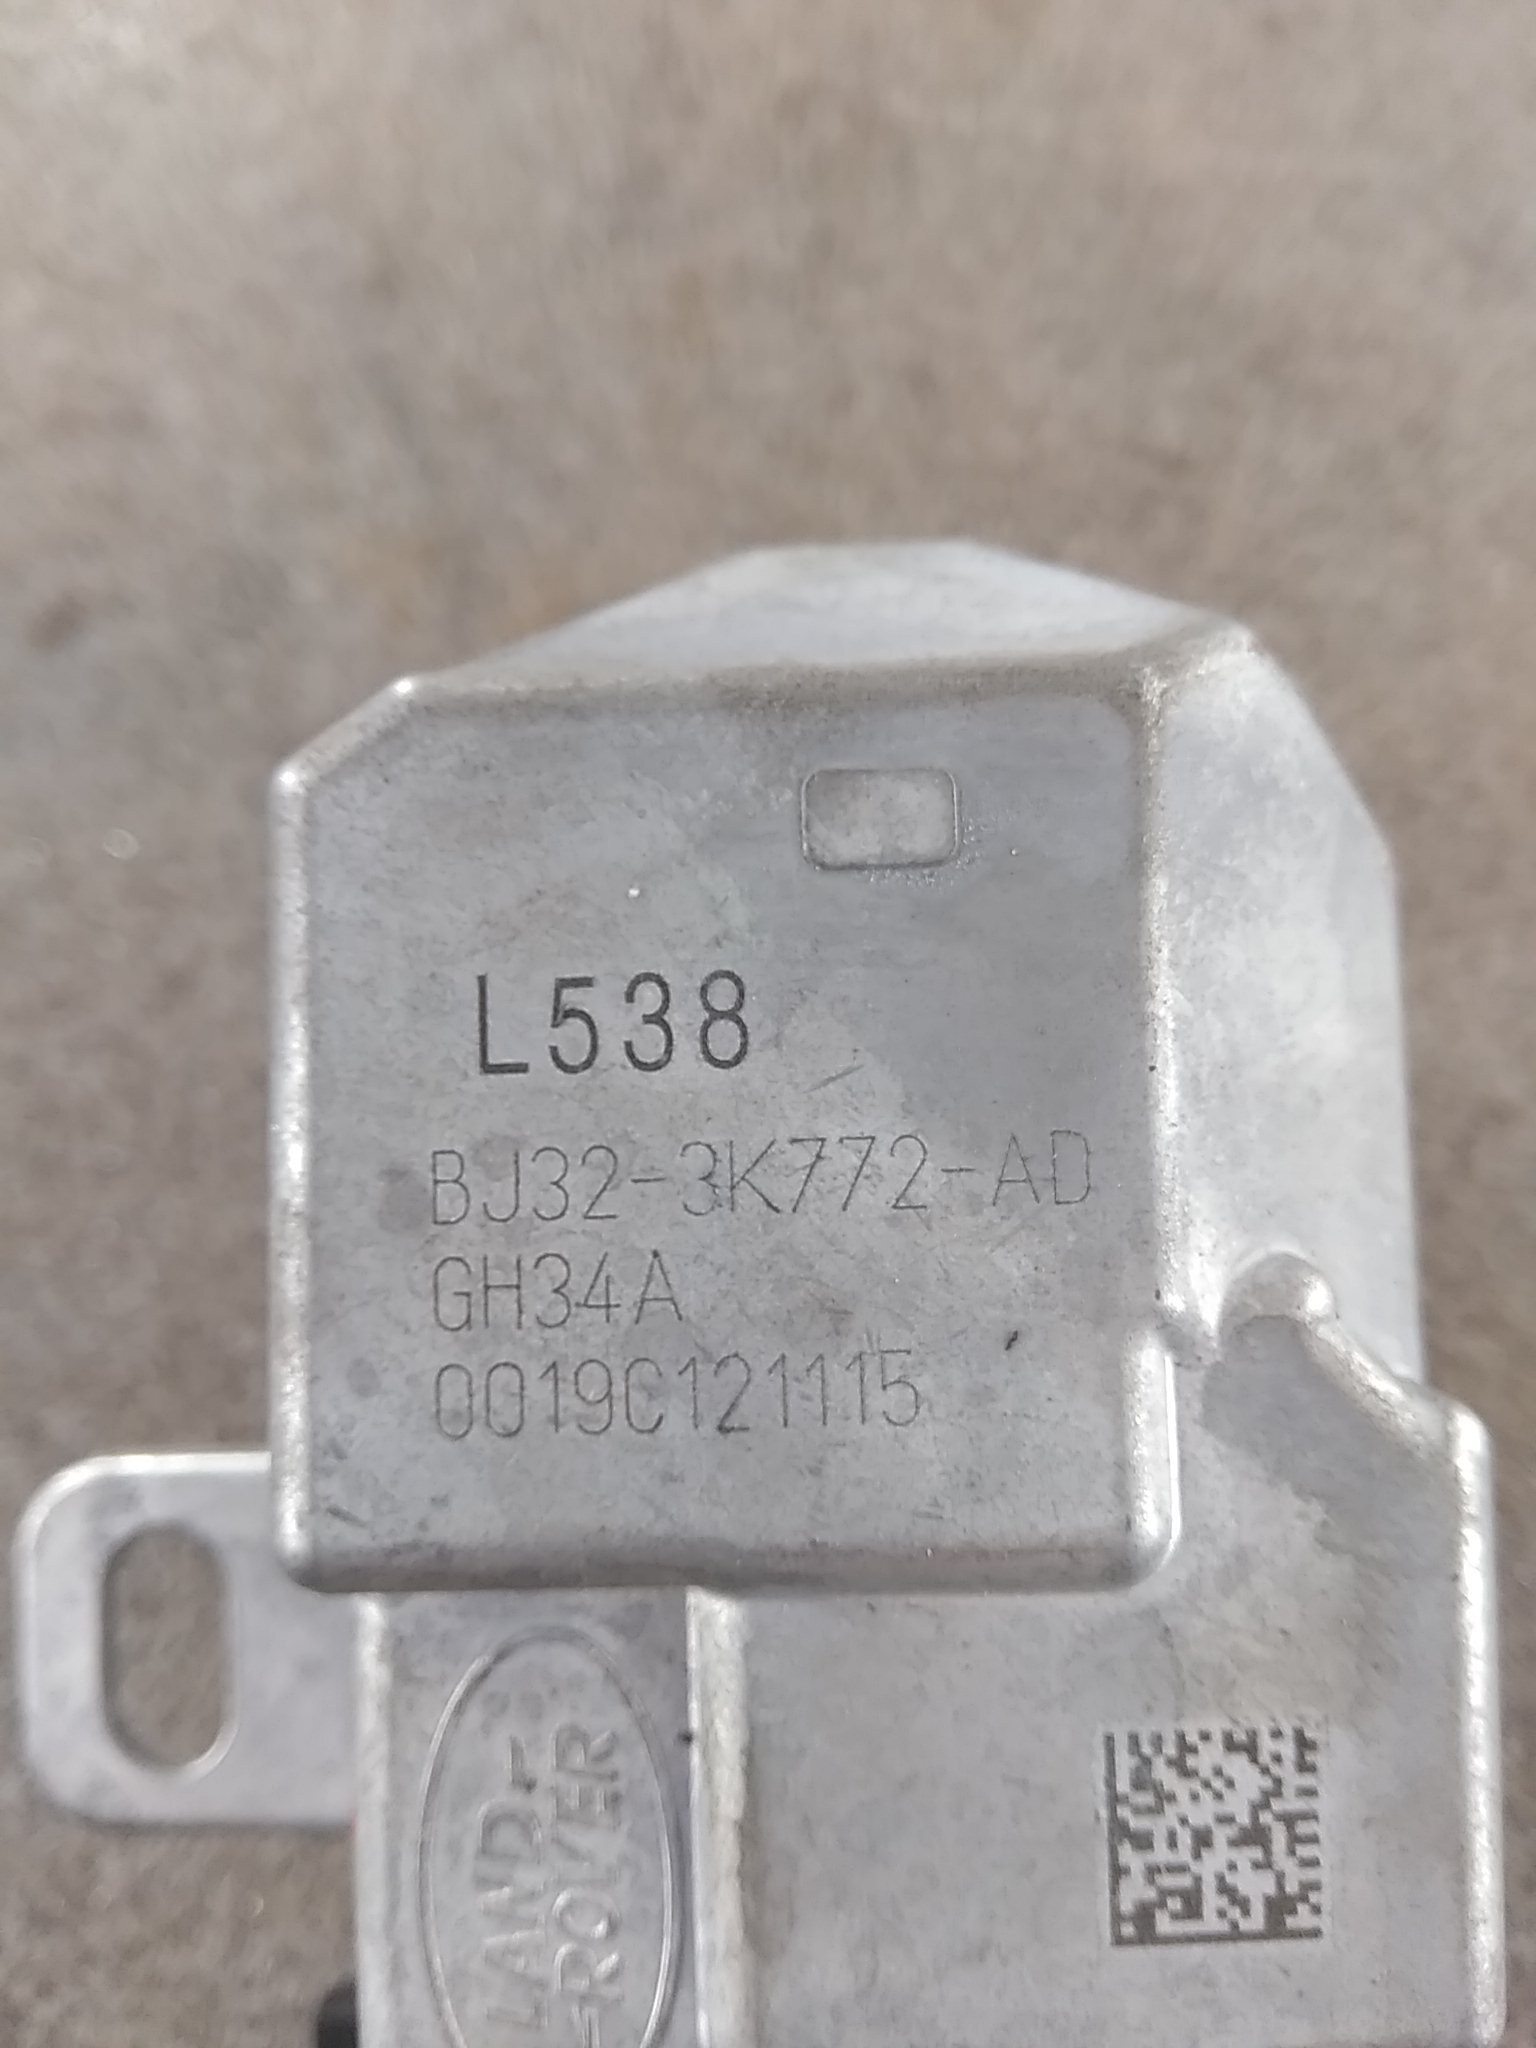 L538
BJ32-3K772-AD
GH34A
0019C121115
LAND
ROVER